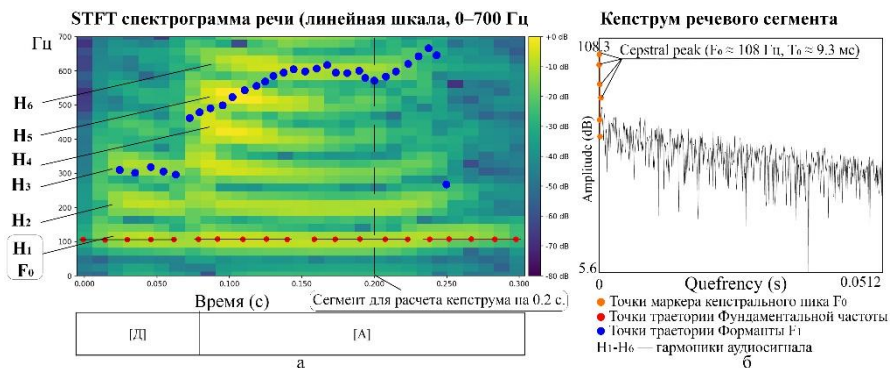 STFT спектрограмма речи (линейная шкала, 0–700 Гц
Гц
700
600
500
400
300
200
100
0
H₆
H₅
H₄
H₃
H₂
H₁
F₀
+0 dB
-10 dB
-20 dB
-30 dB
-40 dB
-50 dB
-60 dB
-70 dB
-80 dB
0.000
0.050
0.100
0.150
0.200
0.250
0.300
Время (с)
Сегмент для расчета кепструма на 0.2 с.
[Д]
[А]
а
Кепструм речевого сегмента
108.3
Cepstral peak (F₀ ≈ 108 Гц, T₀ ≈ 9.3 мс)
Amplitude (dB)
5.6
0
0.0512
Quefrency (s)
Точки маркера кепстрального пика F₀
Точки траетории Фундаментальной частоты
Точки траетории Форманты F₁
H₁-H₆ — гармоники аудиосигнала
б